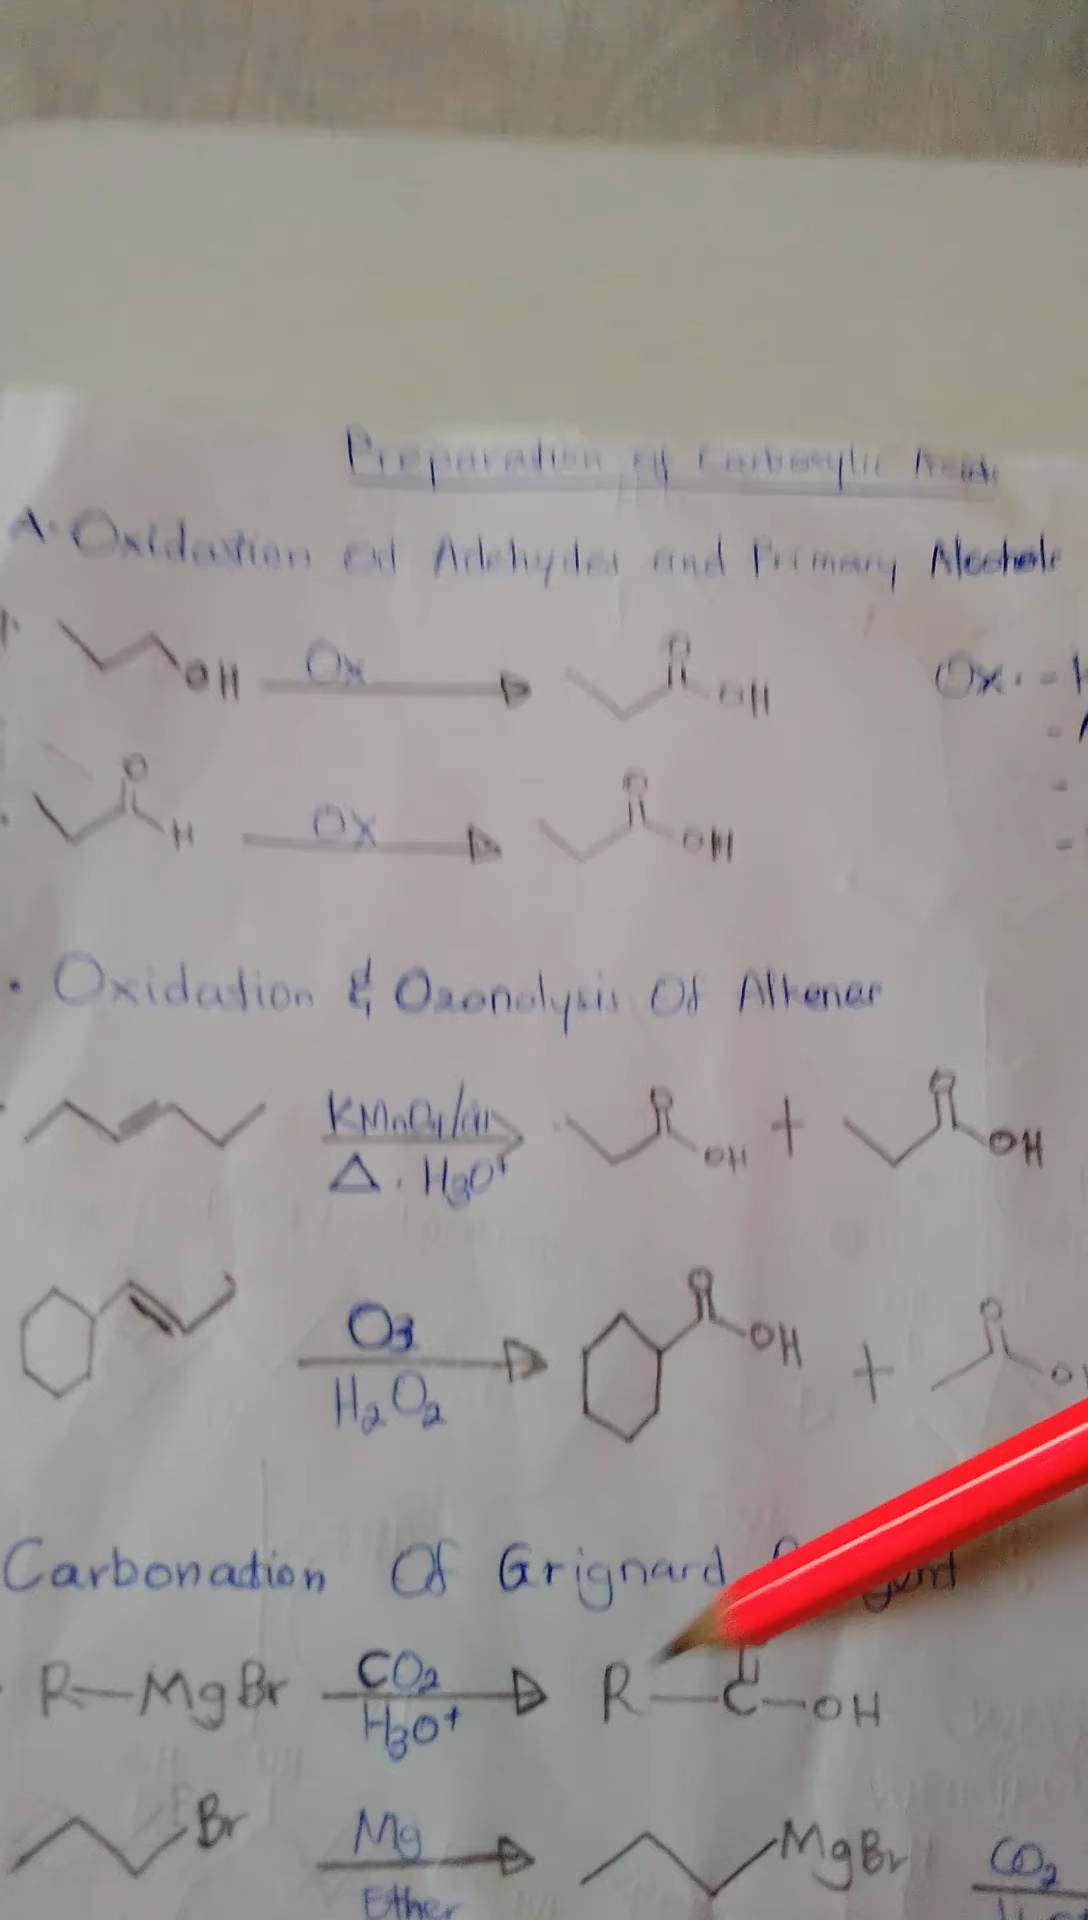 Preparation of Carboxylic Acids
A. Oxidation od Adehydes and Primary Alcohols
OH Ox O OH Ox. -
O H OX O OH
. Oxidation & Ozonolysis Of Alkenes
KMnO4/ O OH + O OH
Δ . H3O+
O3 O OH + O
H2O2
Carbonation Of Grignard
R-MgBr CO2 R-C-OH
H3O+
Br Mg MgBr CO2
Ether